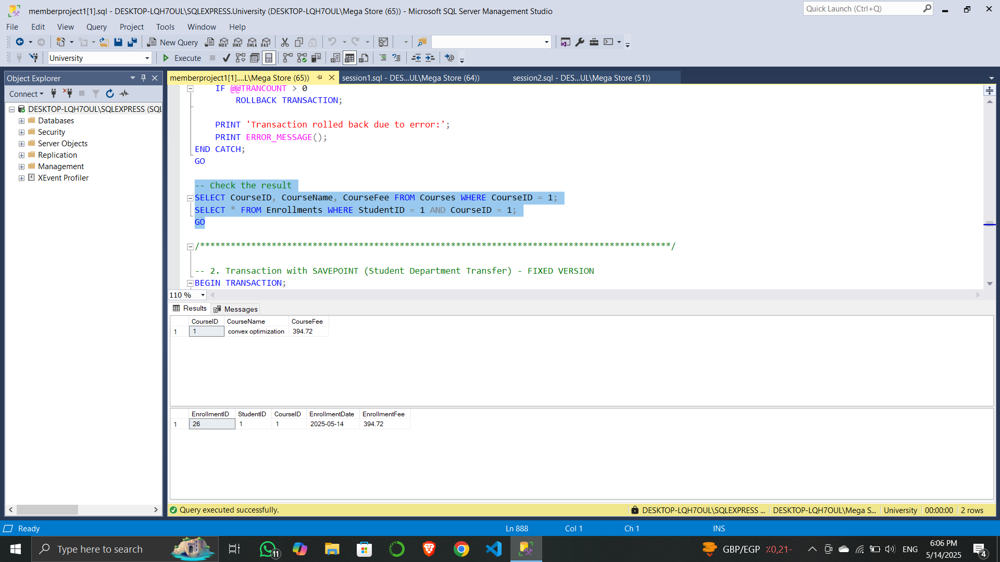 memberproject1[1].sql - DESKTOP-LQH7OUL\SQLEXPRESS.University (DESKTOP-LQH7OUL\Mega Store (65)) - Microsoft SQL Server Management Studio
Quick Launch (Ctrl+Q)
File Edit View Query Project Tools Window Help
New Query
MDX DMX XMLA DAX
University
Execute
Object Explorer
memberproject1[1]....L\Mega Store (65))
session1.sql - DES...UL\Mega Store (64))
session2.sql - DES...UL\Mega Store (51))
Connect
DESKTOP-LQH7OUL\SQLEXPRESS (SQL
Databases
Security
Server Objects
Replication
Management
XEvent Profiler
IF @@TRANCOUNT > 0
ROLLBACK TRANSACTION;
PRINT 'Transaction rolled back due to error:';
PRINT ERROR_MESSAGE();
END CATCH;
GO
-- Check the result
SELECT CourseID, CourseName, CourseFee FROM Courses WHERE CourseID = 1;
SELECT * FROM Enrollments WHERE StudentID = 1 AND CourseID = 1;
GO
/********************************************************************************************/
-- 2. Transaction with SAVEPOINT (Student Department Transfer) - FIXED VERSION
BEGIN TRANSACTION;
110 %
Results Messages
CourseID CourseName CourseFee
1 1 convex optimization 394.72
EnrollmentID StudentID CourseID EnrollmentDate EnrollmentFee
1 26 1 1 2025-05-14 394.72
Query executed successfully.
DESKTOP-LQH7OUL\SQLEXPRESS ... DESKTOP-LQH7OUL\Mega S... University 00:00:00 2 rows
Ready
Ln 888 Col 1 Ch 1 INS
Type here to search
11
GBP/EGP ٪0,21-
ENG
6:06 PM
5/14/2025
4